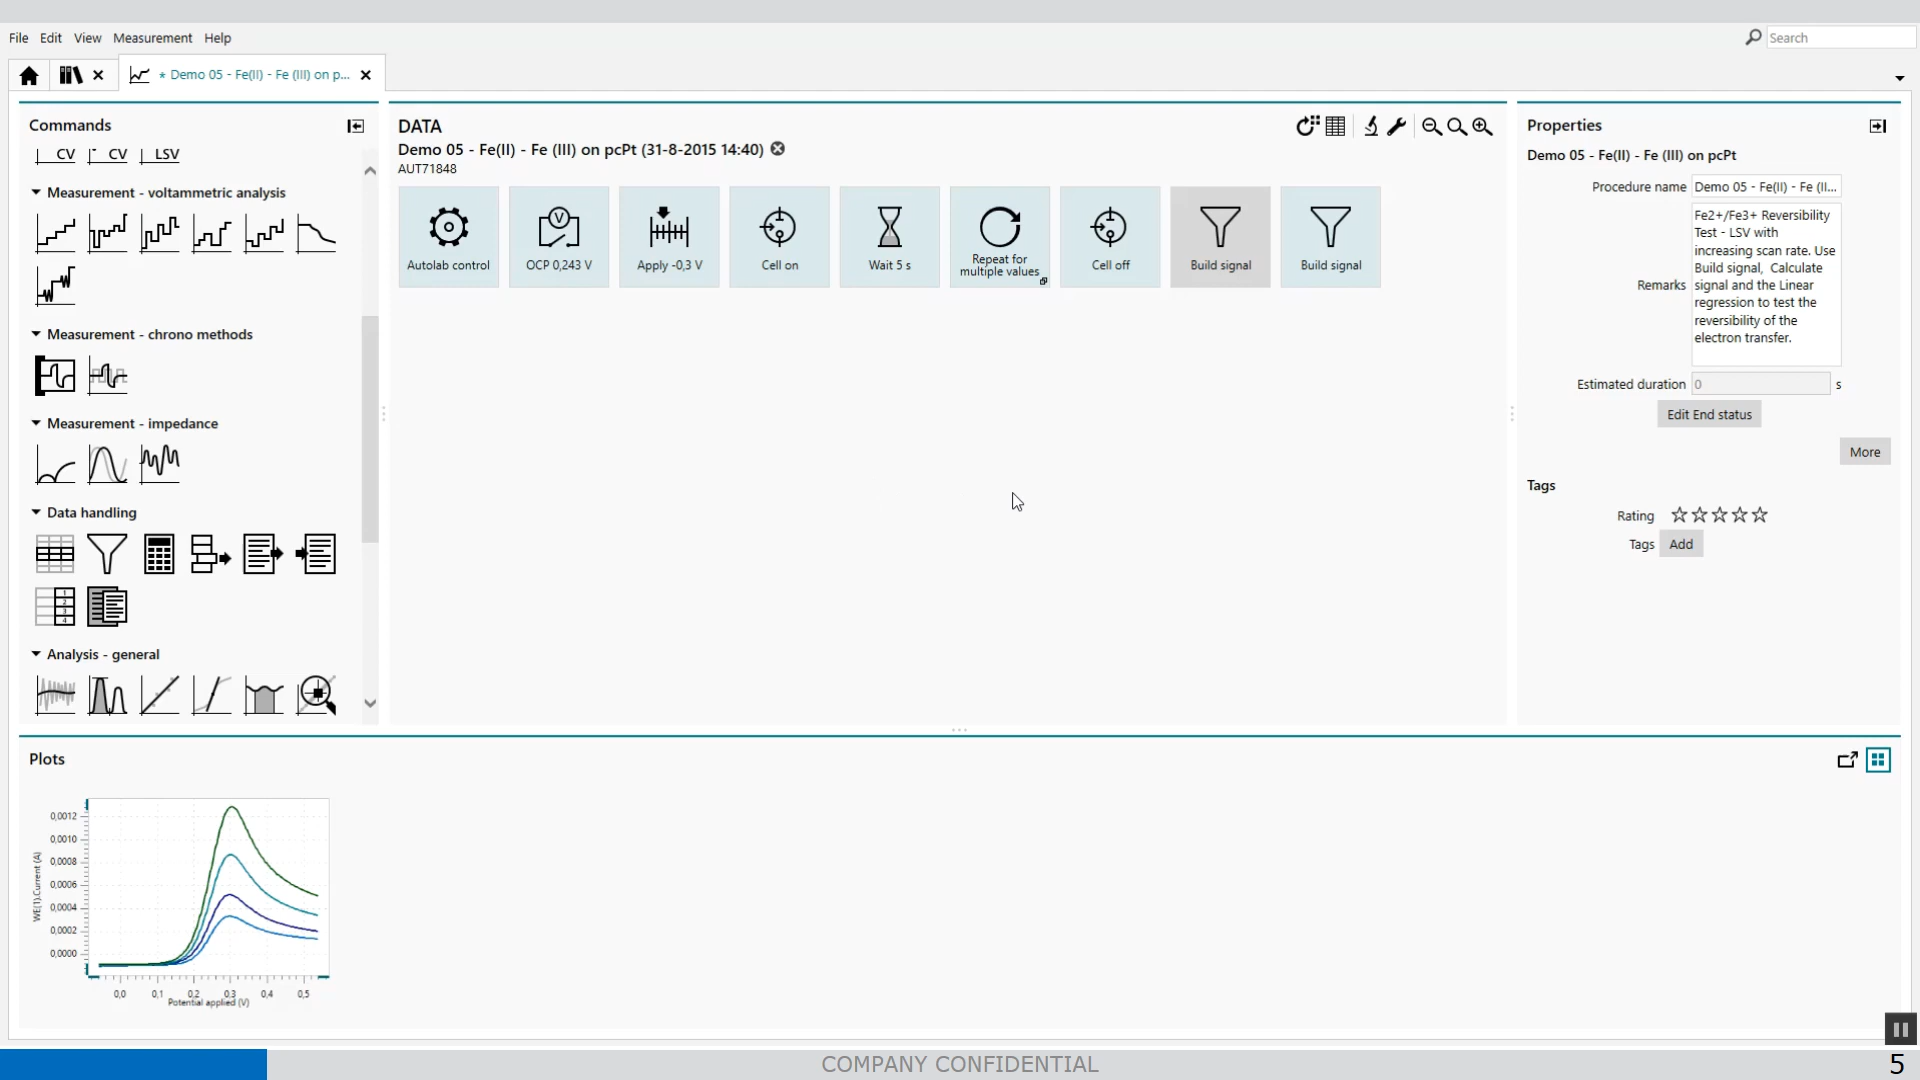 File Edit View Measurement Help
Search
* Demo 05 - Fe(II) - Fe (III) on p...
Commands
CV CV LSV
Measurement - voltammetric analysis
Measurement - chrono methods
Measurement - impedance
Data handling
1
2
3
4
Analysis - general
DATA
Demo 05 - Fe(II) - Fe (III) on pcPt (31-8-2015 14:40)
AUT71848
Autolab control
V
OCP 0,243 V
Apply -0,3 V
Cell on
Wait 5 s
Repeat for
multiple values
Cell off
Build signal
Build signal
Properties
Demo 05 - Fe(II) - Fe (III) on pcPt
Procedure name Demo 05 - Fe(II) - Fe (II...
Remarks
Fe2+/Fe3+ Reversibility
Test - LSV with
increasing scan rate. Use
Build signal, Calculate
signal and the Linear
regression to test the
reversibility of the
electron transfer.
Estimated duration 0 s
Edit End status
More
Tags
Rating
Tags Add
Plots
WE(1).Current (A)
0,0012
0,0010
0,0008
0,0006
0,0004
0,0002
0,0000
0,0 0,1 0,2 0,3 0,4 0,5
Potential applied (V)
COMPANY CONFIDENTIAL
5